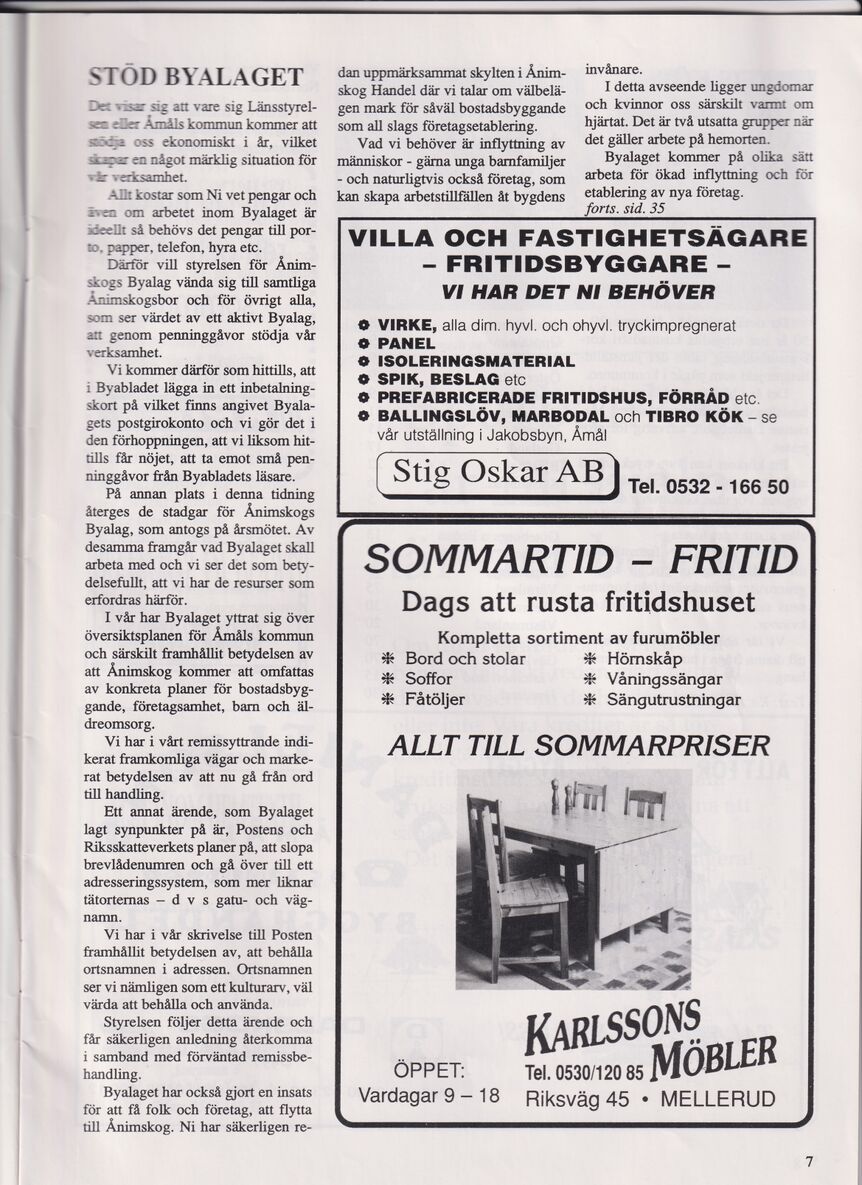 STÖD BYALAGET
Det visar sig att vare sig Länsstyrel-
sen eller Åmåls kommun kommer att
stödja oss ekonomiskt i år, vilket
skapar en något märklig situation för
vår verksamhet.
Allt kostar som Ni vet pengar och
även om arbetet inom Byalaget är
ideellt så behövs det pengar till por-
to, papper, telefon, hyra etc.
Därför vill styrelsen för Ånim-
skogs Byalag vända sig till samtliga
Ånimskogsbor och för övrigt alla,
som ser värdet av ett aktivt Byalag,
att genom penninggåvor stödja vår
verksamhet.
Vi kommer därför som hittills, att
i Byabladet lägga in ett inbetalning-
skort på vilket finns angivet Byala-
gets postgirokonto och vi gör det i
den förhoppningen, att vi liksom hit-
tills får nöjet, att ta emot små pen-
ninggåvor från Byabladets läsare.
På annan plats i denna tidning
återges de stadgar för Ånimskogs
Byalag, som antogs på årsmötet. Av
desamma framgår vad Byalaget skall
arbeta med och vi ser det som bety-
delsefullt, att vi har de resurser som
erfordras härför.
I vår har Byalaget yttrat sig över
översiktsplanen för Åmåls kommun
och särskilt framhållit betydelsen av
att Ånimskog kommer att omfattas
av konkreta planer för bostadsbyg-
gande, företagsamhet, barn och äl-
dreomsorg.
Vi har i vårt remissyttrande indi-
kerat framkomliga vägar och marke-
rat betydelsen av att nu gå från ord
till handling.
Ett annat ärende, som Byalaget
lagt synpunkter på är, Postens och
Riksskatteverkets planer på, att slopa
brevlådenumren och gå över till ett
adresseringssystem, som mer liknar
tätorternas – d v s gatu- och väg-
namn.
Vi har i vår skrivelse till Posten
framhållit betydelsen av, att behålla
ortsnamnen i adressen. Ortsnamnen
ser vi nämligen som ett kulturarv, väl
värda att behålla och använda.
Styrelsen följer detta ärende och
får säkerligen anledning återkomma
i samband med förväntad remissbe-
handling.
Byalaget har också gjort en insats
för att få folk och företag, att flytta
till Ånimskog. Ni har säkerligen re-
dan uppmärksammat skylten i Ånim-
skog Handel där vi talar om välbelä-
gen mark för såväl bostadsbyggande
som all slags företagsetablering.
Vad vi behöver är inflyttning av
människor - gärna unga barnfamiljer
- och naturligtvis också företag, som
kan skapa arbetstillfällen åt bygdens
invånare.
I detta avseende ligger ungdomar
och kvinnor oss särskilt varmt om
hjärtat. Det är två utsatta grupper när
det gäller arbete på hemorten.
Byalaget kommer på olika sätt
arbeta för ökad inflyttning och för
etablering av nya företag.
forts. sid. 35
VILLA OCH FASTIGHETSÄGARE
– FRITIDSBYGGARE –
VI HAR DET NI BEHÖVER
VIRKE, alla dim. hyvl. och ohyvl. tryckimpregnerat
PANEL
ISOLERINGSMATERIAL
SPIK, BESLAG etc
PREFABRICERADE FRITIDSHUS, FÖRRÅD etc.
BALLINGSLÖV, MARBODAL och TIBRO KÖK – se
vår utställning i Jakobsbyn, Åmål
Stig Oskar AB
Tel. 0532 - 166 50
SOMMARTID – FRITID
Dags att rusta fritidshuset
Kompletta sortiment av furumöbler
❉ Bord och stolar
❉ Soffor
❉ Fåtöljer
❉ Hörnskåp
❉ Våningssängar
❉ Sängutrustningar
ALLT TILL SOMMARPRISER
KARLSSONS
MÖBLER
ÖPPET:
Vardagar 9 – 18
Tel. 0530/120 85
Riksväg 45 • MELLERUD
7